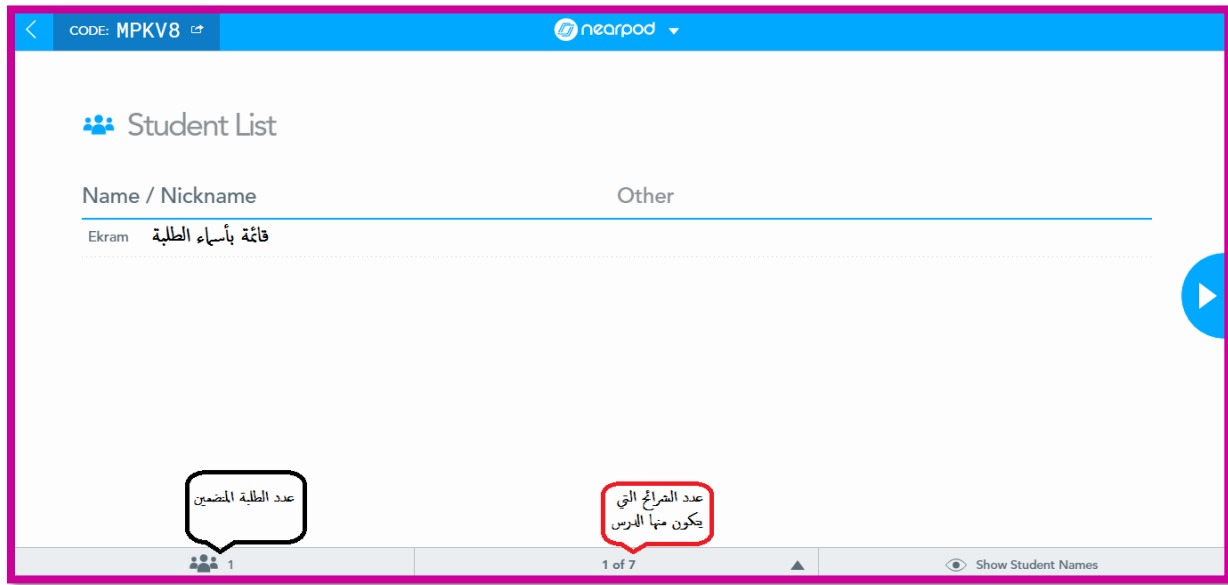 CODE: MPKV8
nearpod
Student List
Name / Nickname Other
Ekram قائمة بأسماء الطلبة
عدد الطلبة المنضمين
عدد الشرائح التي
يتكون منها الدرس
1
1 of 7
Show Student Names